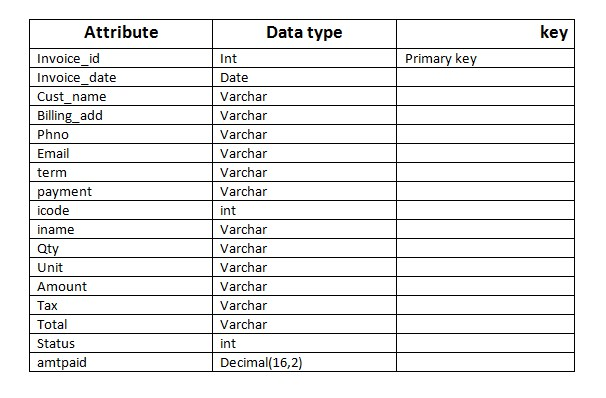 Attribute Data type key
Invoice_id Int Primary key
Invoice_date Date
Cust_name Varchar
Billing_add Varchar
Phno Varchar
Email Varchar
term Varchar
payment Varchar
icode int
iname Varchar
Qty Varchar
Unit Varchar
Amount Varchar
Tax Varchar
Total Varchar
Status int
amtpaid Decimal(16,2)